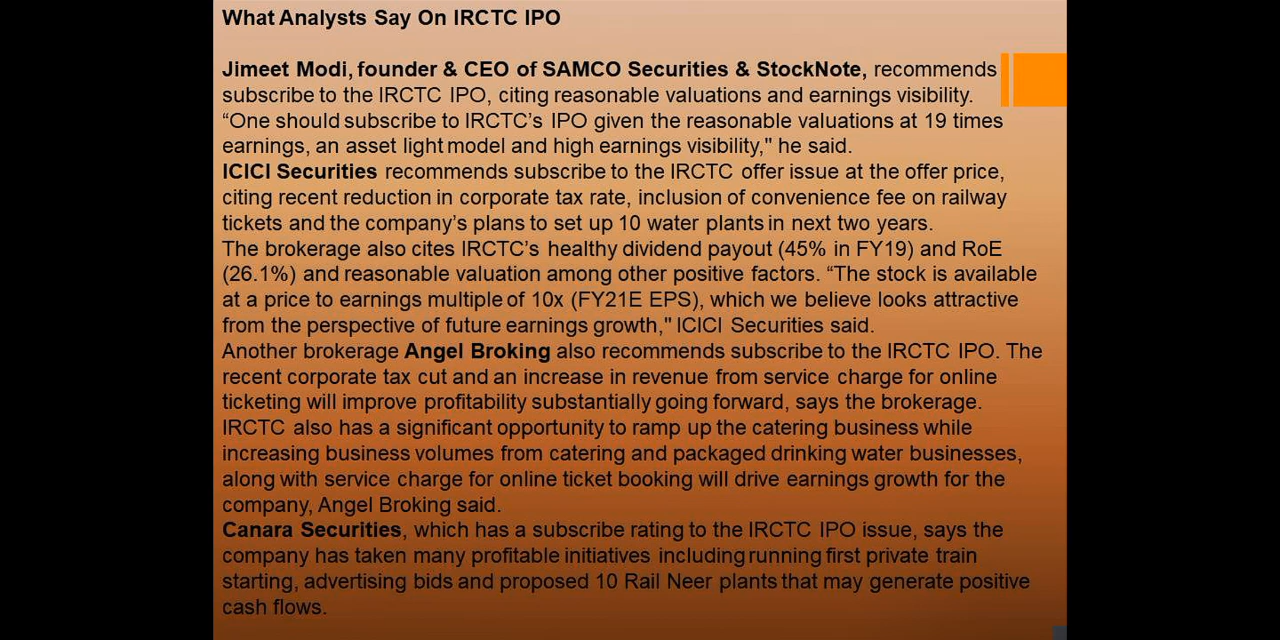 What Analysts Say On IRCTC IPO
Jimeet Modi, founder & CEO of SAMCO Securities & StockNote, recommends
subscribe to the IRCTC IPO, citing reasonable valuations and earnings visibility.
“One should subscribe to IRCTC’s IPO given the reasonable valuations at 19 times
earnings, an asset light model and high earnings visibility," he said.
ICICI Securities recommends subscribe to the IRCTC offer issue at the offer price,
citing recent reduction in corporate tax rate, inclusion of convenience fee on railway
tickets and the company’s plans to set up 10 water plants in next two years.
The brokerage also cites IRCTC’s healthy dividend payout (45% in FY19) and RoE
(26.1%) and reasonable valuation among other positive factors. “The stock is available
at a price to earnings multiple of 10x (FY21E EPS), which we believe looks attractive
from the perspective of future earnings growth," ICICI Securities said.
Another brokerage Angel Broking also recommends subscribe to the IRCTC IPO. The
recent corporate tax cut and an increase in revenue from service charge for online
ticketing will improve profitability substantially going forward, says the brokerage.
IRCTC also has a significant opportunity to ramp up the catering business while
increasing business volumes from catering and packaged drinking water businesses,
along with service charge for online ticket booking will drive earnings growth for the
company, Angel Broking said.
Canara Securities, which has a subscribe rating to the IRCTC IPO issue, says the
company has taken many profitable initiatives including running first private train
starting, advertising bids and proposed 10 Rail Neer plants that may generate positive
cash flows.